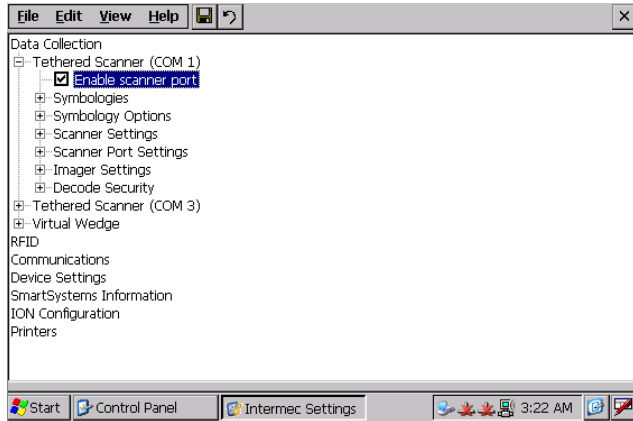 File Edit View Help
Data Collection
Tethered Scanner (COM 1)
Enable scanner port
Symbologies
Symbology Options
Scanner Settings
Scanner Port Settings
Imager Settings
Decode Security
Tethered Scanner (COM 3)
Virtual Wedge
RFID
Communications
Device Settings
SmartSystems Information
ION Configuration
Printers
Start Control Panel Intermec Settings 3:22 AM